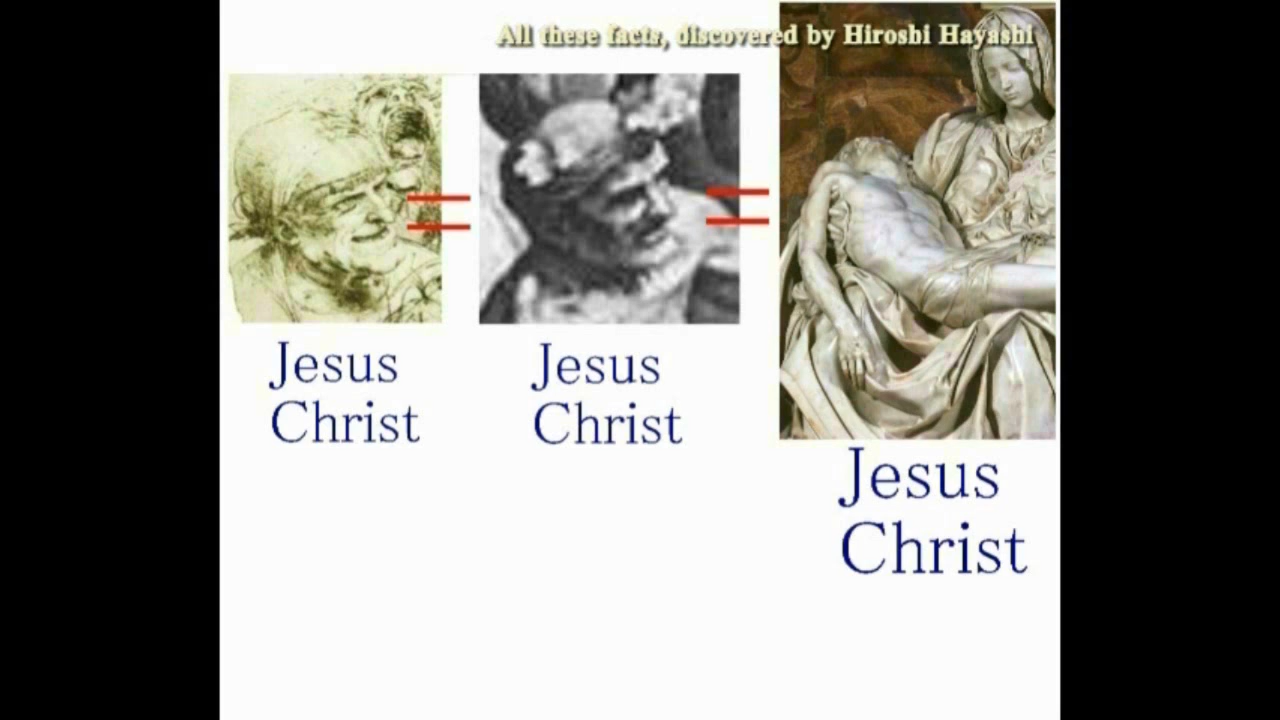 All these facts, discovered by Hiroshi Hayashi
Jesus
Christ
Jesus
Christ
Jesus
Christ